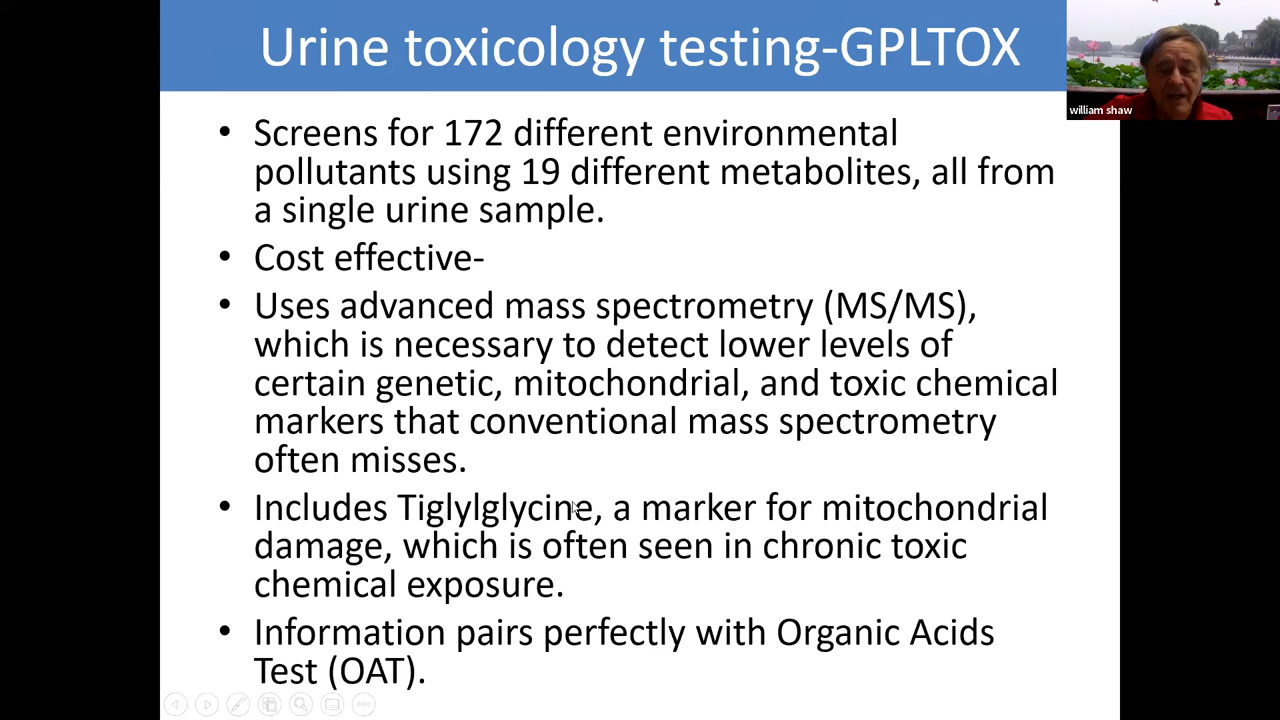 Urine toxicology testing-GPLTOX
william shaw
• Screens for 172 different environmental
pollutants using 19 different metabolites, all from
a single urine sample.
• Cost effective-
• Uses advanced mass spectrometry (MS/MS),
which is necessary to detect lower levels of
certain genetic, mitochondrial, and toxic chemical
markers that conventional mass spectrometry
often misses.
• Includes Tiglylglycine, a marker for mitochondrial
damage, which is often seen in chronic toxic
chemical exposure.
• Information pairs perfectly with Organic Acids
Test (OAT).